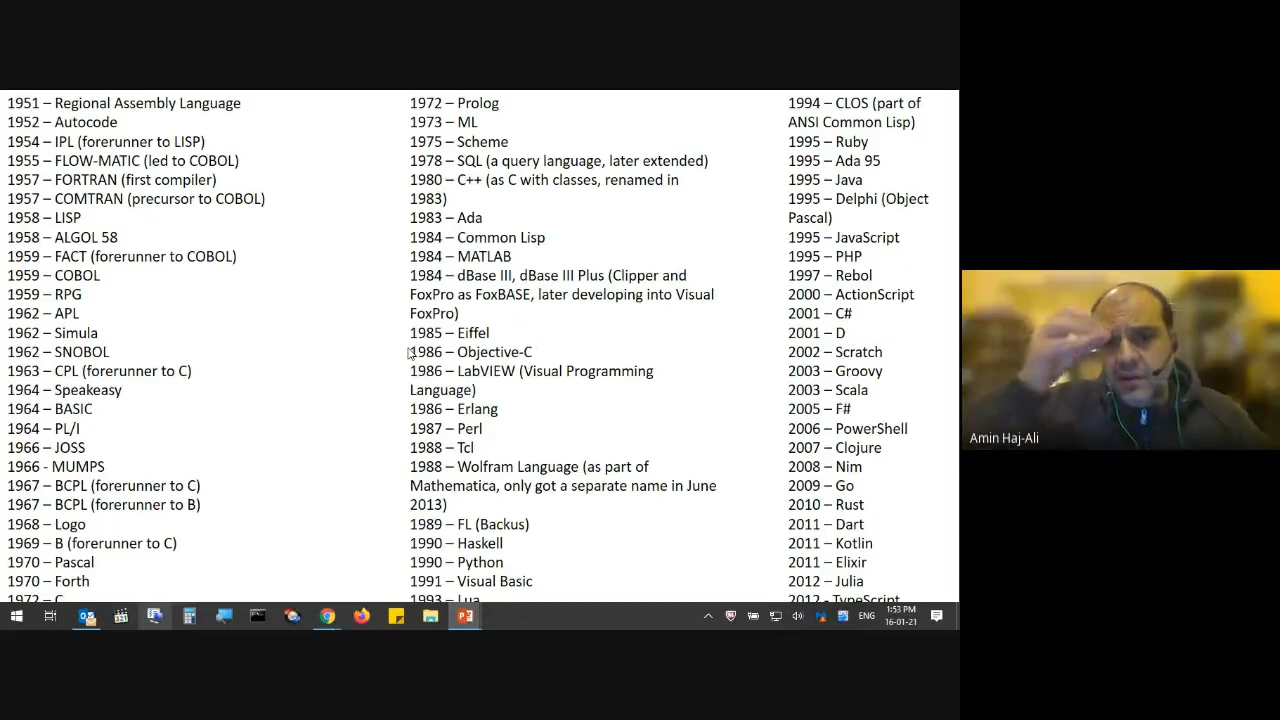 1951 – Regional Assembly Language
1952 – Autocode
1954 – IPL (forerunner to LISP)
1955 – FLOW-MATIC (led to COBOL)
1957 – FORTRAN (first compiler)
1957 – COMTRAN (precursor to COBOL)
1958 – LISP
1958 – ALGOL 58
1959 – FACT (forerunner to COBOL)
1959 – COBOL
1959 – RPG
1962 – APL
1962 – Simula
1962 – SNOBOL
1963 – CPL (forerunner to C)
1964 – Speakeasy
1964 – BASIC
1964 – PL/I
1966 – JOSS
1966 - MUMPS
1967 – BCPL (forerunner to C)
1967 – BCPL (forerunner to B)
1968 – Logo
1969 – B (forerunner to C)
1970 – Pascal
1970 – Forth
1972 – C
1972 – Prolog
1973 – ML
1975 – Scheme
1978 – SQL (a query language, later extended)
1980 – C++ (as C with classes, renamed in
1983)
1983 – Ada
1984 – Common Lisp
1984 – MATLAB
1984 – dBase III, dBase III Plus (Clipper and
FoxPro as FoxBASE, later developing into Visual
FoxPro)
1985 – Eiffel
1986 – Objective-C
1986 – LabVIEW (Visual Programming
Language)
1986 – Erlang
1987 – Perl
1988 – Tcl
1988 – Wolfram Language (as part of
Mathematica, only got a separate name in June
2013)
1989 – FL (Backus)
1990 – Haskell
1990 – Python
1991 – Visual Basic
1993 – Lua
1994 – CLOS (part of
ANSI Common Lisp)
1995 – Ruby
1995 – Ada 95
1995 – Java
1995 – Delphi (Object
Pascal)
1995 – JavaScript
1995 – PHP
1997 – Rebol
2000 – ActionScript
2001 – C#
2001 – D
2002 – Scratch
2003 – Groovy
2003 – Scala
2005 – F#
2006 – PowerShell
2007 – Clojure
2008 – Nim
2009 – Go
2010 – Rust
2011 – Dart
2011 – Kotlin
2011 – Elixir
2012 – Julia
2012 - TypeScript
Amin Haj-Ali
ENG
1:53 PM
16-01-21